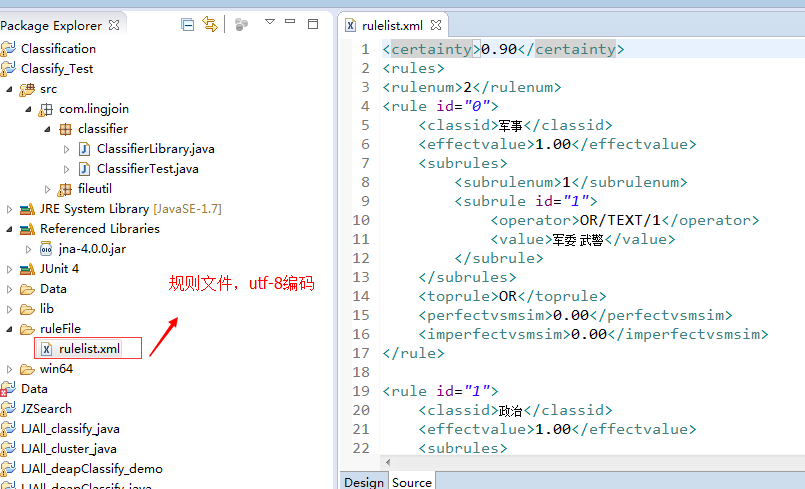 Package Explorer
Classification
Classify_Test
src
com.lingjoin
classifier
ClassifierLibrary.java
ClassifierTest.java
fileutil
JRE System Library [JavaSE-1.7]
Referenced Libraries
jna-4.0.0.jar
JUnit 4
Data
lib
ruleFile
rulelist.xml
win64
Data
JZSearch
LJAll_classify_java
LJAll_cluster_java
LJAll_deapClassify_demo
LJAll_deapClassify_java
规则文件，utf-8编码
rulelist.xml
1 <certainty>0.90</certainty>
2 <rules>
3 <rulenum>2</rulenum>
4 <rule id="0">
5 <classid>军事</classid>
6 <effectvalue>1.00</effectvalue>
7 <subrules>
8 <subrulenum>1</subrulenum>
9 <subrule id="1">
10 <operator>OR/TEXT/1</operator>
11 <value>军委 武警</value>
12 </subrule>
13 </subrules>
14 <toprule>OR</toprule>
15 <perfectvsmsim>0.00</perfectvsmsim>
16 <imperfectvsmsim>0.00</imperfectvsmsim>
17 </rule>
18
19 <rule id="1">
20 <classid>政治</classid>
21 <effectvalue>1.00</effectvalue>
22 <subrules>
Design Source